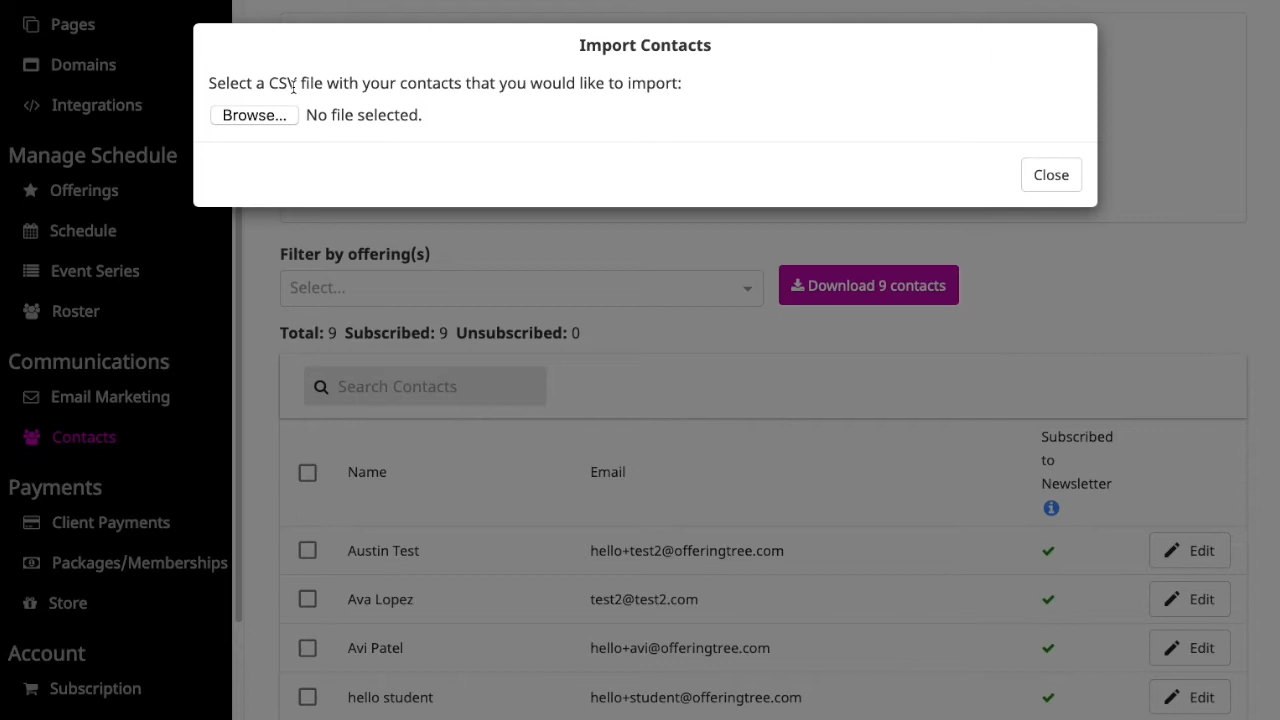 Pages
Domains
Integrations
Manage Schedule
Offerings
Schedule
Event Series
Roster
Communications
Email Marketing
Contacts
Payments
Client Payments
Packages/Memberships
Store
Account
Subscription
Import Contacts
Select a CSV file with your contacts that you would like to import:
Browse... No file selected.
Close
Filter by offering(s)
Select...
Download 9 contacts
Total: 9 Subscribed: 9 Unsubscribed: 0
Search Contacts
Name Email Subscribed
to
Newsletter
Austin Test hello+test2@offeringtree.com Edit
Ava Lopez test2@test2.com Edit
Avi Patel hello+avi@offeringtree.com Edit
hello student hello+student@offeringtree.com Edit